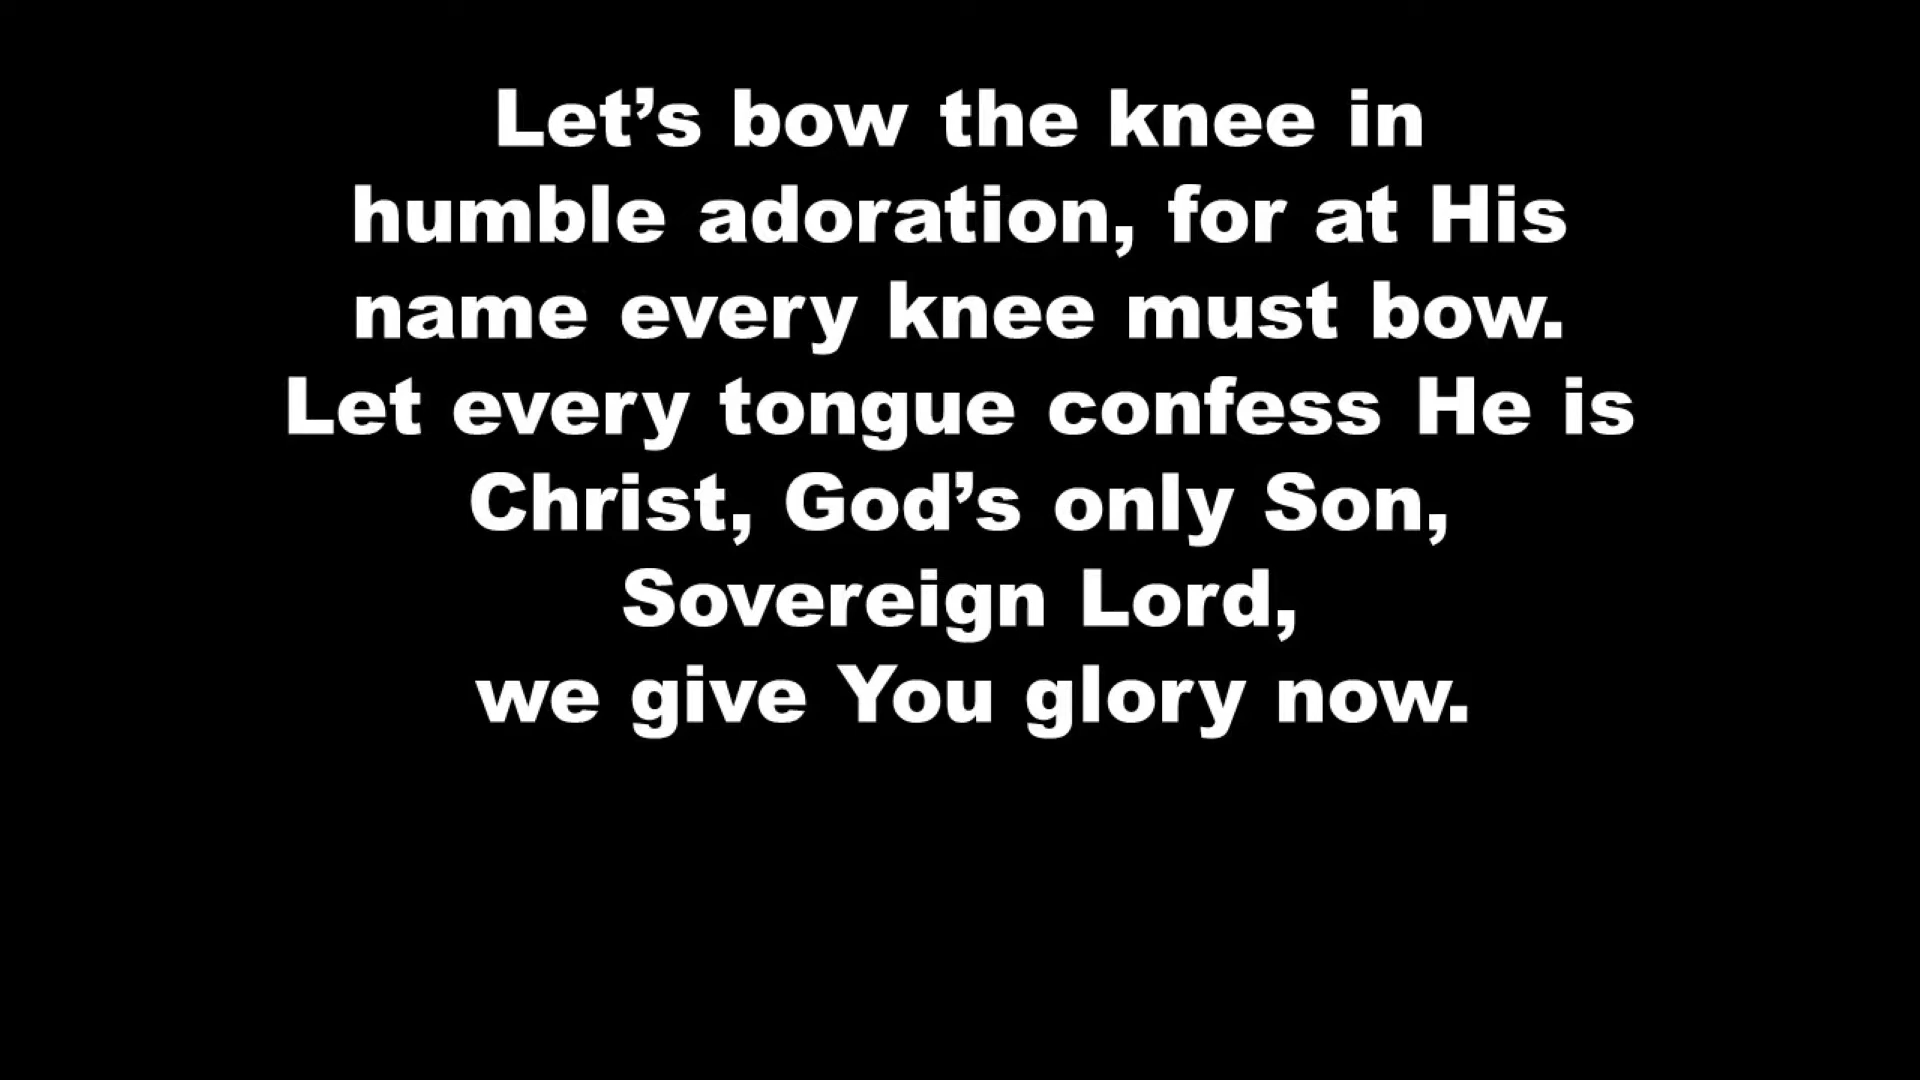 Let’s bow the knee in
humble adoration, for at His
name every knee must bow.
Let every tongue confess He is
Christ, God’s only Son,
Sovereign Lord,
we give You glory now.